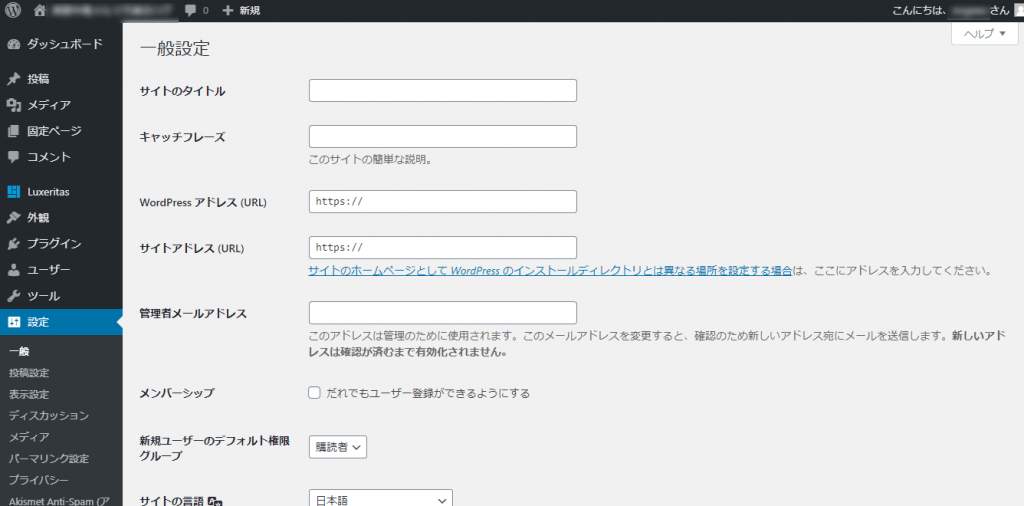 0
新規
こんにちは、
さん
ヘルプ ▼
ダッシュボード
投稿
メディア
固定ページ
コメント
Luxeritas
外観
プラグイン
ユーザー
ツール
設定
一般
投稿設定
表示設定
ディスカッション
メディア
パーマリンク設定
プライバシー
Akismet Anti-Spam (ア
一般設定
サイトのタイトル
キャッチフレーズ
このサイトの簡単な説明。
WordPress アドレス (URL)
https://
サイトアドレス (URL)
https://
サイトのホームページとして WordPress のインストールディレクトリとは異なる場所を設定する場合は、ここにアドレスを入力してください。
管理者メールアドレス
このアドレスは管理のために使用されます。このメールアドレスを変更すると、確認のため新しいアドレス宛にメールを送信します。新しいアド
レスは確認が済むまで有効化されません。
メンバーシップ
だれでもユーザー登録ができるようにする
新規ユーザーのデフォルト権限
グループ
購読者
サイトの言語
日本語